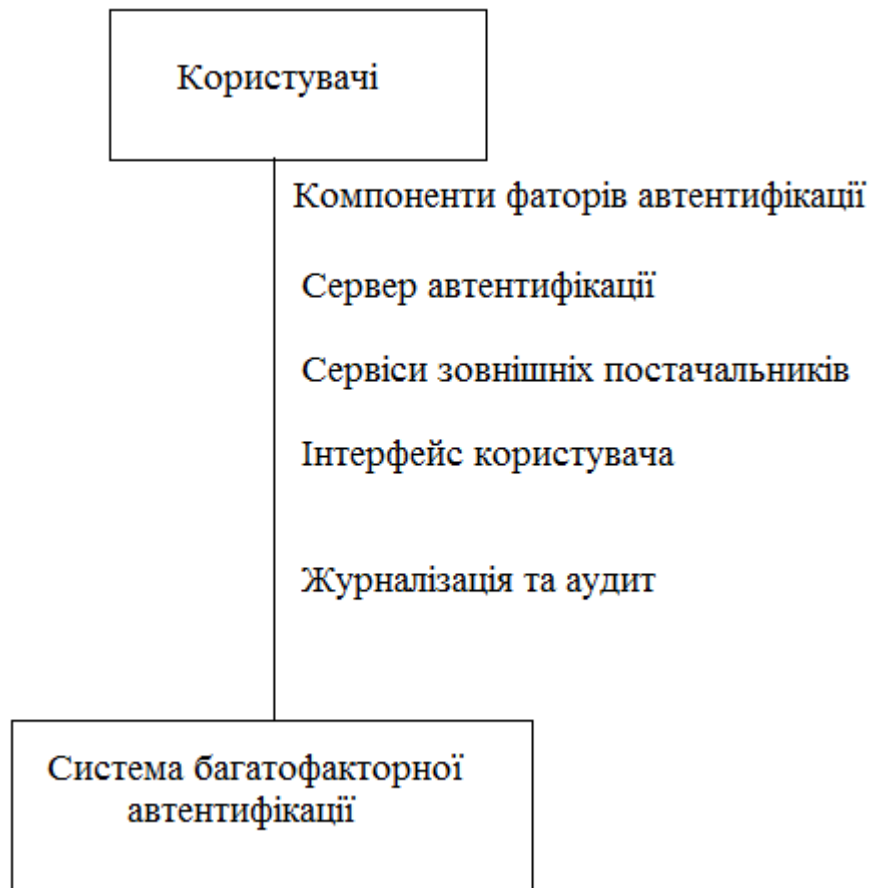 Користувачі
Компоненти фаторів автентифікації
Сервер автентифікації
Сервіси зовнішніх постачальників
Інтерфейс користувача
Журналізація та аудит
Система багатофакторної
автентифікації